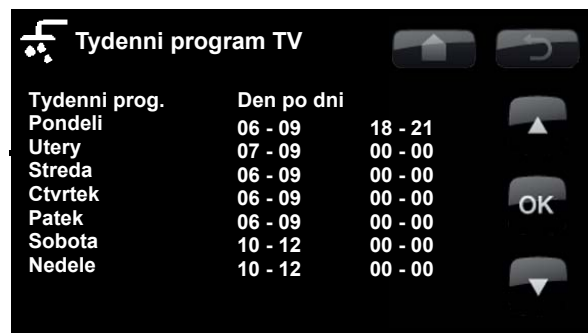 Tydenni program TV
Tydenni prog. Den po dni
Pondeli 06 - 09 18 - 21
Utery 07 - 09 00 - 00
Streda 06 - 09 00 - 00
Ctvrtek 06 - 09 00 - 00
Patek 06 - 09 00 - 00
Sobota 10 - 12 00 - 00
Nedele 10 - 12 00 - 00
OK